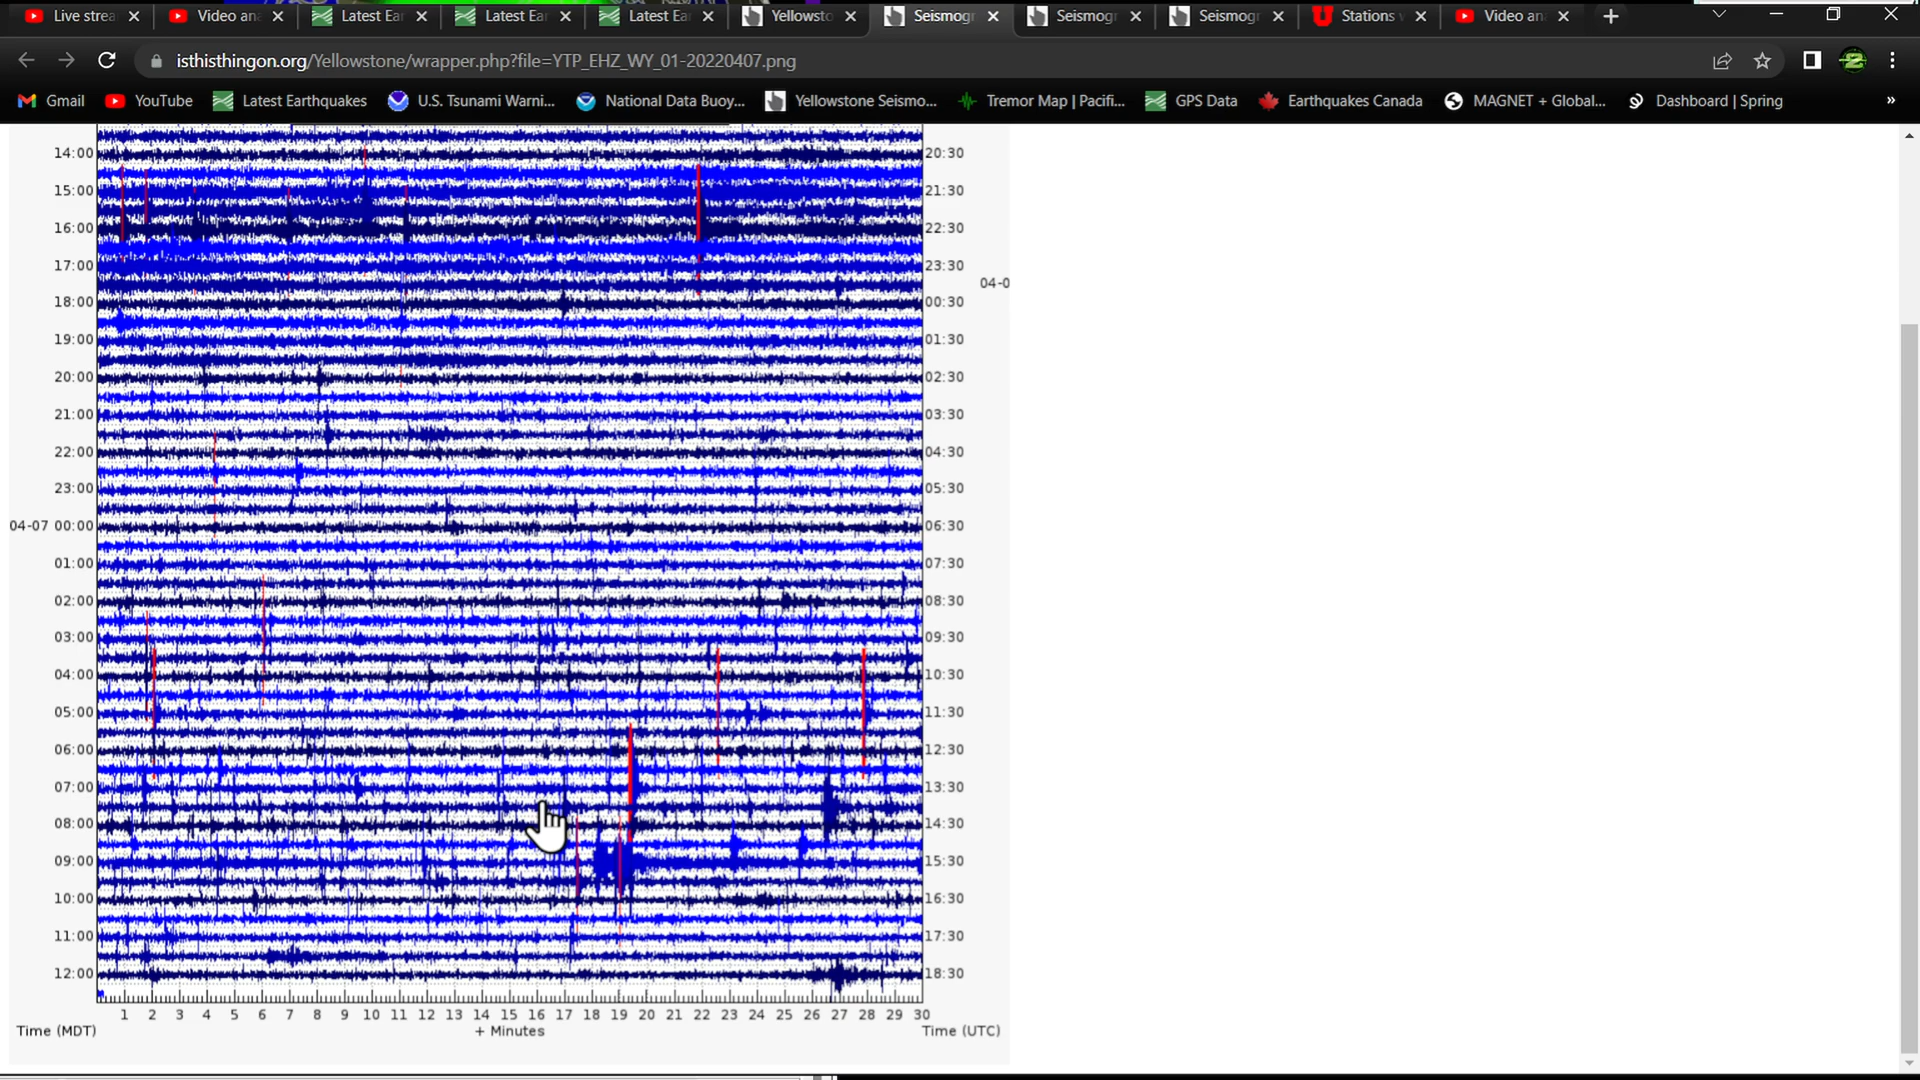 Live strea
Video an
Latest Ea
Latest Ea
Latest Ea
Yellowsto
Seismogr
Seismogr
Seismogr
Stations v
Video an
isthisthingon.org/Yellowstone/wrapper.php?file=YTP_EHZ_WY_01-20220407.png
Gmail
YouTube
Latest Earthquakes
U.S. Tsunami Warni...
National Data Buoy...
Yellowstone Seismo...
Tremor Map | Pacifi...
GPS Data
Earthquakes Canada
MAGNET + Global...
Dashboard | Spring
»
14:00 20:30
15:00 21:30
16:00 22:30
17:00 23:30
04-0
18:00 00:30
19:00 01:30
20:00 02:30
21:00 03:30
22:00 04:30
23:00 05:30
04-07 00:00 06:30
01:00 07:30
02:00 08:30
03:00 09:30
04:00 10:30
05:00 11:30
06:00 12:30
07:00 13:30
08:00 14:30
09:00 15:30
10:00 16:30
11:00 17:30
12:00 18:30
1 2 3 4 5 6 7 8 9 10 11 12 13 14 15 16 17 18 19 20 21 22 23 24 25 26 27 28 29 30
Time (MDT) + Minutes Time (UTC)